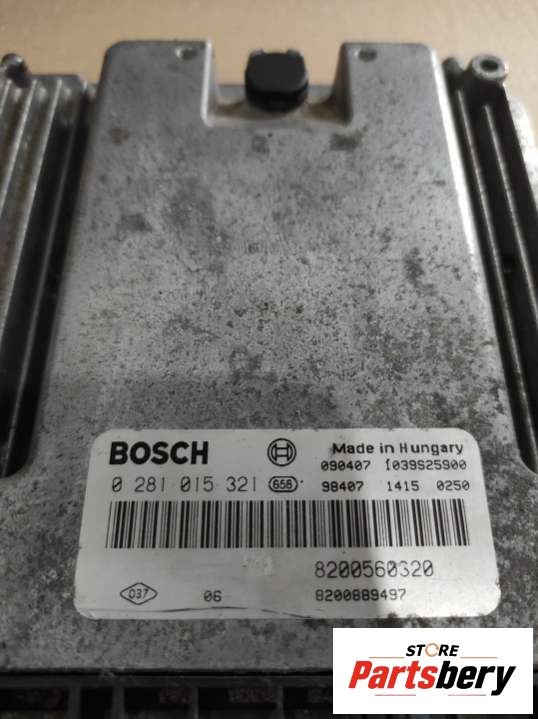 BOSCH
Made in Hungary
090407 1039S25900
0 281 015 321 656
98407 1415 0250
8200560320
037 06 8200889497
STORE
Partsbery